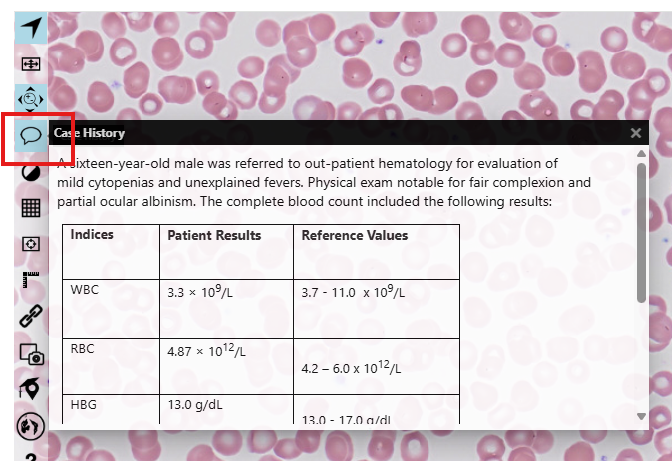 Case History
A sixteen-year-old male was referred to out-patient hematology for evaluation of
mild cytopenias and unexplained fevers. Physical exam notable for fair complexion and
partial ocular albinism. The complete blood count included the following results:
Indices Patient Results Reference Values
WBC 3.3 × 10⁹/L 3.7 - 11.0 x 10⁹/L
RBC 4.87 × 10¹²/L 4.2 – 6.0 x 10¹²/L
HBG 13.0 g/dL 13.0 - 17.0 g/dl
?